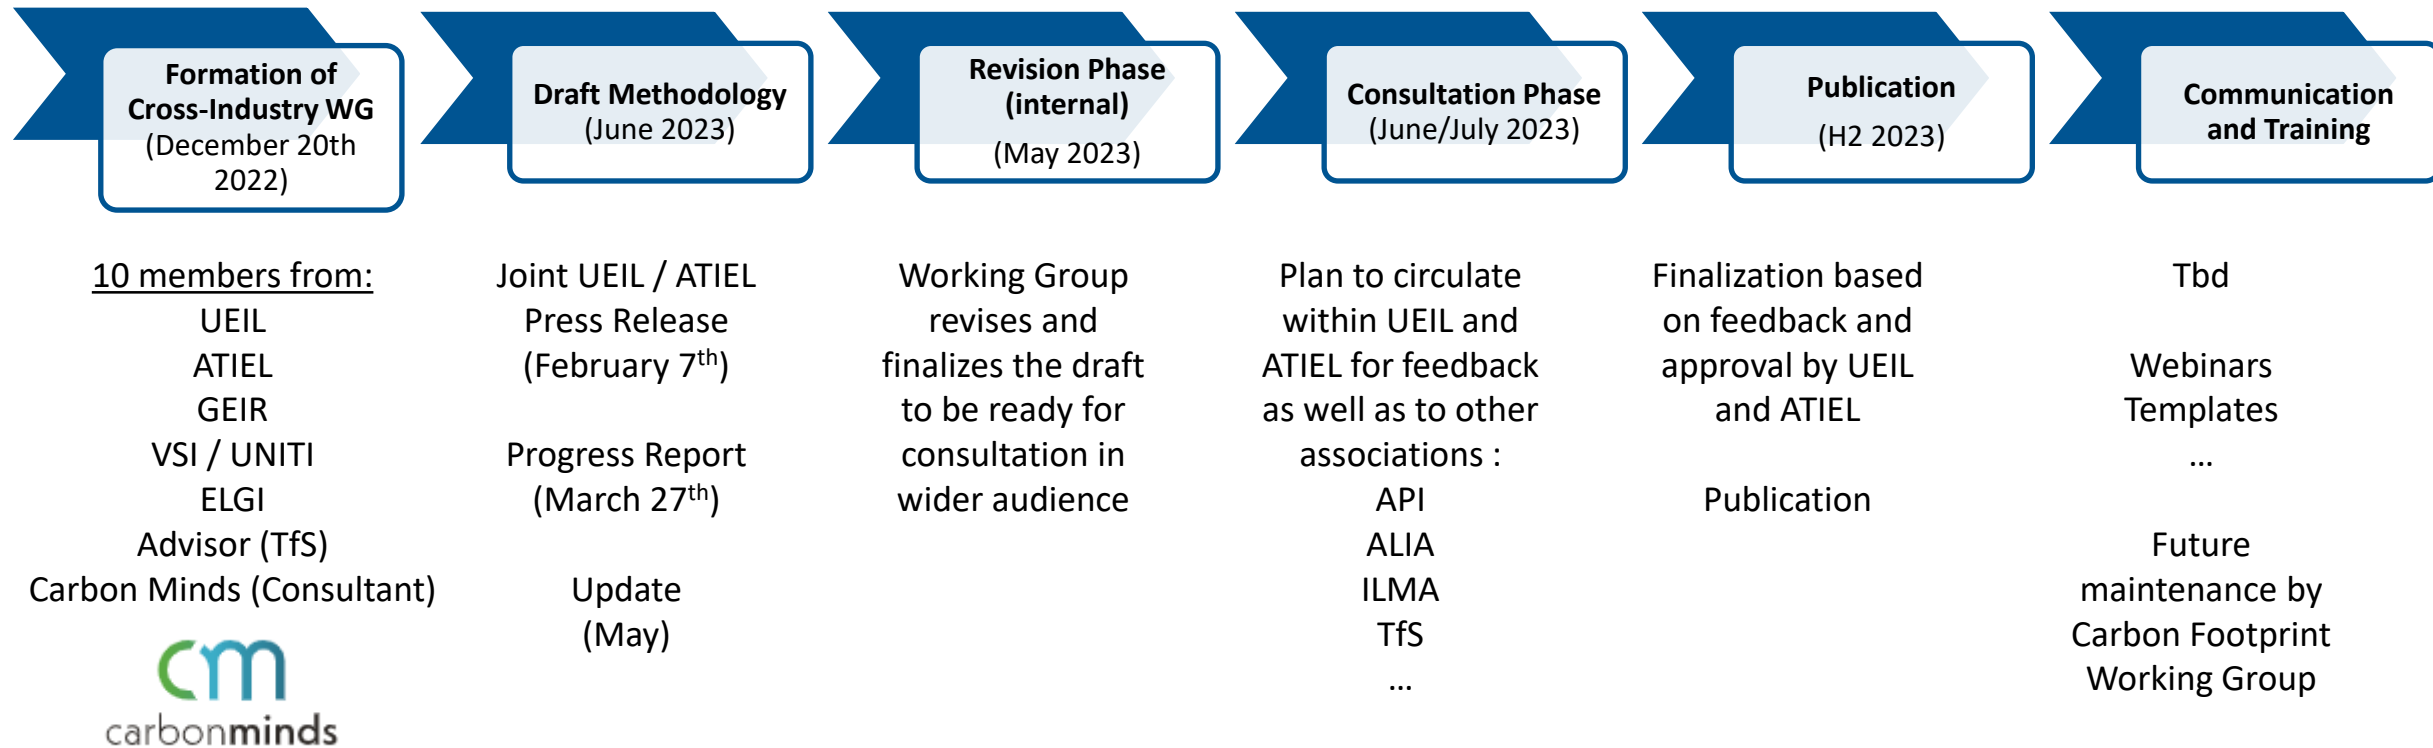 Formation of
Cross-Industry WG
(December 20th
2022)
Draft Methodology
(June 2023)
Revision Phase
(internal)
(May 2023)
Consultation Phase
(June/July 2023)
Publication
(H2 2023)
Communication
and Training
10 members from:
UEIL
ATIEL
GEIR
VSI / UNITI
ELGI
Advisor (TfS)
Carbon Minds (Consultant)
cm
carbonminds
Joint UEIL / ATIEL
Press Release
(February 7th)
Progress Report
(March 27th)
Update
(May)
Working Group
revises and
finalizes the draft
to be ready for
consultation in
wider audience
Plan to circulate
within UEIL and
ATIEL for feedback
as well as to other
associations :
API
ALIA
ILMA
TfS
...
Finalization based
on feedback and
approval by UEIL
and ATIEL
Publication
Tbd
Webinars
Templates
...
Future
maintenance by
Carbon Footprint
Working Group